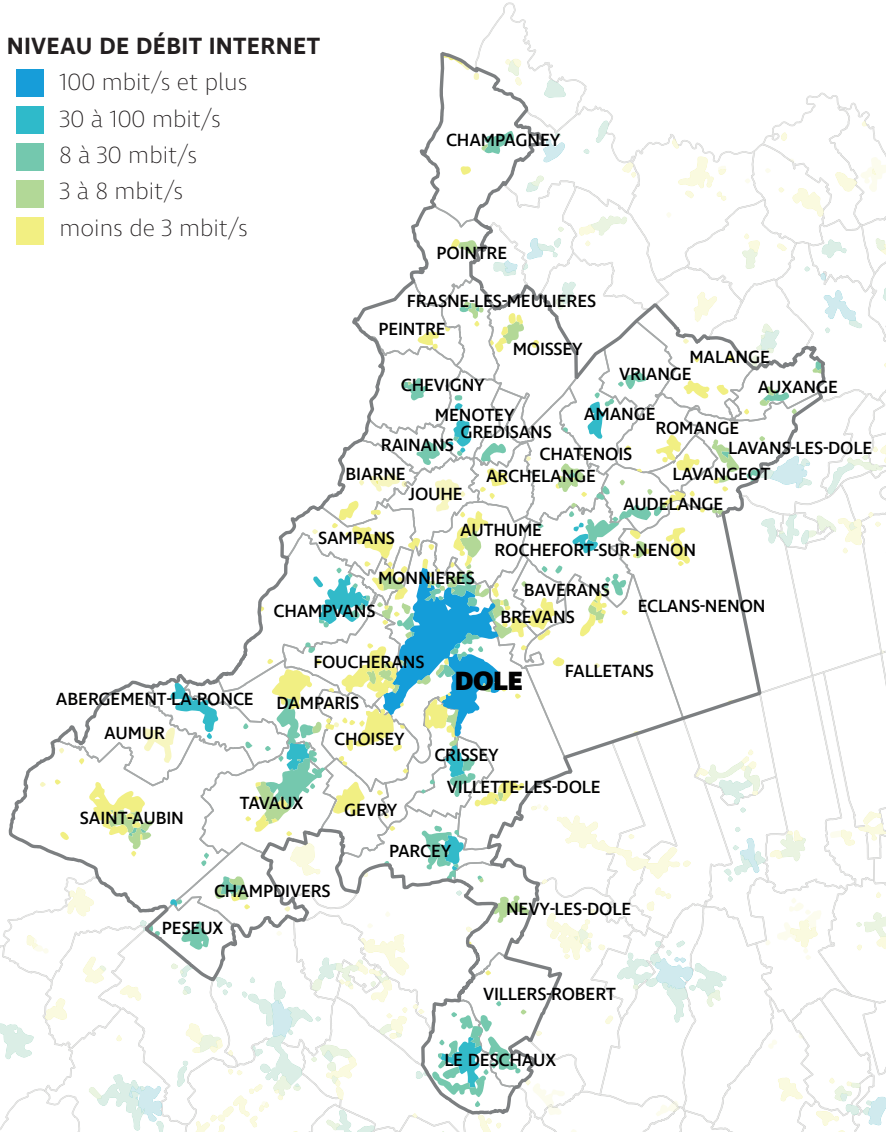 NIVEAU DE DÉBIT INTERNET
100 mbit/s et plus
30 à 100 mbit/s
8 à 30 mbit/s
3 à 8 mbit/s
moins de 3 mbit/s
CHAMPAGNEY
POINTRE
FRASNE-LES-MEULIERES
PEINTRE
MOISSEY
MALANGE
VRIANGE
CHEVIGNY
AUXANGE
MENOTEY
AMANGE
GREDISANS
ROMANGE
RAINANS
CHATENOIS
LAVANS-LES-DOLE
BIARNE
ARCHELANGE
LAVANGEOT
JOUHE
AUDELANGE
SAMPANS
AUTHUME
ROCHEFORT-SUR-NENON
MONNIERES
BAVERANS
CHAMPVANS
BREVANS
ECLANS-NENON
FOUCHERANS
FALLETANS
DOLE
ABERGEMENT-LA-RONCE
DAMPARIS
AUMUR
CHOISEY
CRISSEY
VILLETTE-LES-DOLE
TAVAUX
GEVRY
SAINT-AUBIN
PARCEY
CHAMPDIVERS
NEVY-LES-DOLE
PESEUX
VILLERS-ROBERT
LE DESCHAUX